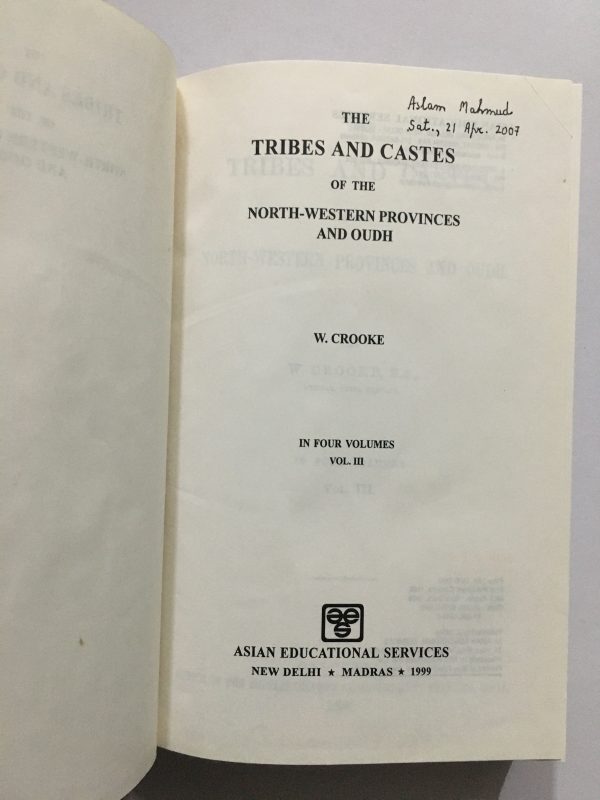 Aslam Mahmud
Sat., 21 Apr. 2007
THE
TRIBES AND CASTES
OF THE
NORTH-WESTERN PROVINCES
AND OUDH
W. CROOKE
IN FOUR VOLUMES
VOL. III
aes
ASIAN EDUCATIONAL SERVICES
NEW DELHI ★ MADRAS ★ 1999